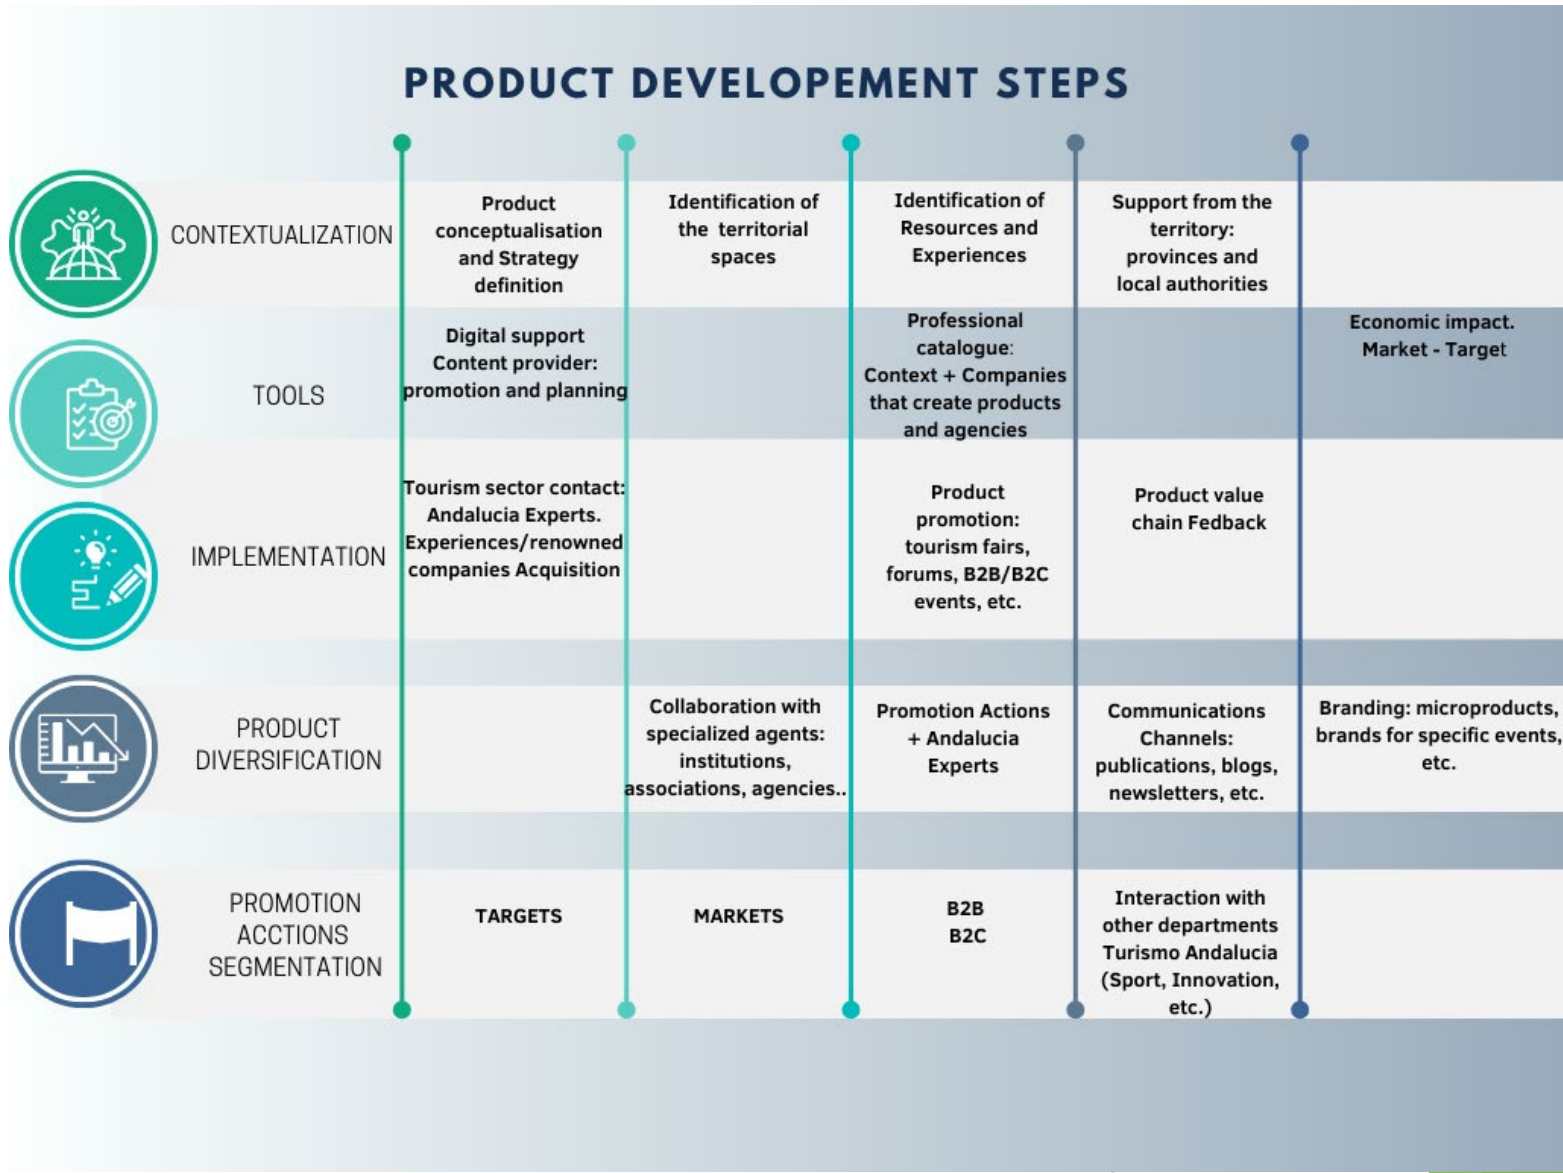 PRODUCT DEVELOPEMENT STEPS
CONTEXTUALIZATION
Product
conceptualisation
and Strategy
definition
Identification of
the territorial
spaces
Identification of
Resources and
Experiences
Support from the
territory:
provinces and
local authorities
TOOLS
Digital support
Content provider:
promotion and planning
Professional
catalogue:
Context + Companies
that create products
and agencies
Economic impact.
Market - Target
IMPLEMENTATION
Tourism sector contact:
Andalucia Experts.
Experiences/renowned
companies Acquisition
Product
promotion:
tourism fairs,
forums, B2B/B2C
events, etc.
Product value
chain Fedback
PRODUCT
DIVERSIFICATION
Collaboration with
specialized agents:
institutions,
associations, agencies..
Promotion Actions
+ Andalucia
Experts
Communications
Channels:
publications, blogs,
newsletters, etc.
Branding: microproducts,
brands for specific events,
etc.
PROMOTION
ACCTIONS
SEGMENTATION
TARGETS
MARKETS
B2B
B2C
Interaction with
other departments
Turismo Andalucia
(Sport, Innovation,
etc.)